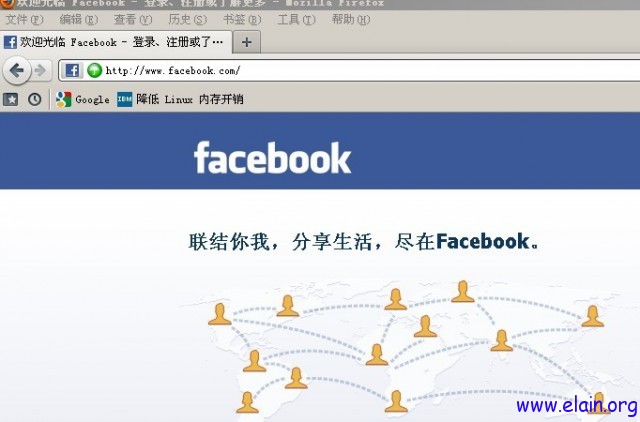 欢迎光临 Facebook - 登录、注册或了解更多 - Mozilla Firefox
文件(F) 编辑(E) 查看(V) 历史(S) 书签(B) 工具(T) 帮助(H)
欢迎光临 Facebook - 登录、注册或了…
http://www.facebook.com/
Google IBM 降低 Linux 内存开销
facebook
联结你我，分享生活，尽在Facebook。
www.elain.org